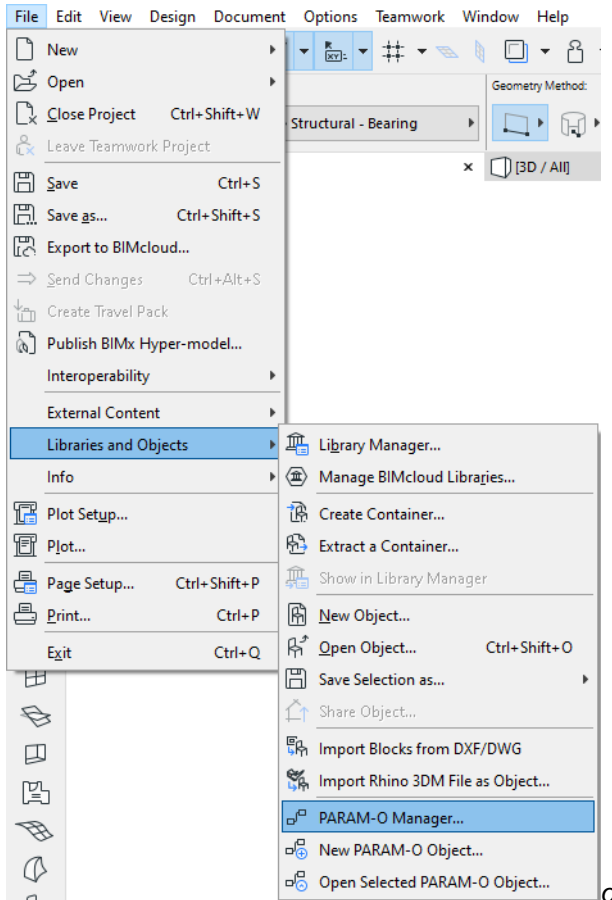 File Edit View Design Document Options Teamwork Window Help
New
Open
Close Project Ctrl+Shift+W
Leave Teamwork Project
Save Ctrl+S
Save as... Ctrl+Shift+S
Export to BIMcloud...
Send Changes Ctrl+Alt+S
Create Travel Pack
Publish BIMx Hyper-model...
Interoperability
External Content
Libraries and Objects
Info
Plot Setup...
Plot...
Page Setup... Ctrl+Shift+P
Print... Ctrl+P
Exit Ctrl+Q
XY:
Geometry Method:
Structural - Bearing
[3D / All]
Library Manager...
Manage BIMcloud Libraries...
Create Container...
Extract a Container...
Show in Library Manager
New Object...
Open Object... Ctrl+Shift+O
Save Selection as...
Share Object...
Import Blocks from DXF/DWG
Import Rhino 3DM File as Object...
PARAM-O Manager...
New PARAM-O Object...
Open Selected PARAM-O Object...